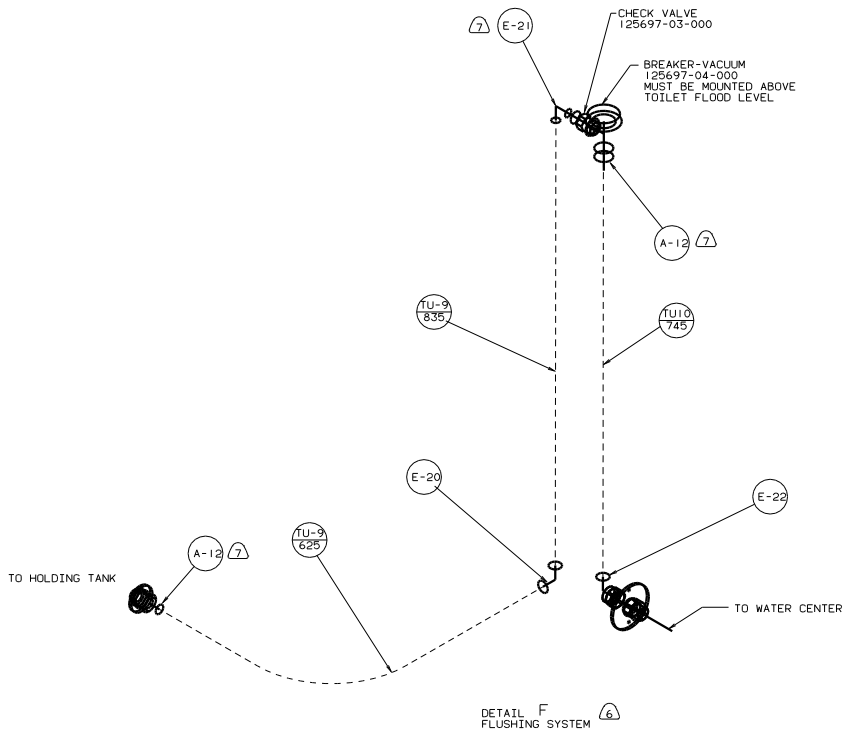 7 E-21
CHECK VALVE
125697-03-000
BREAKER-VACUUM
125697-04-000
MUST BE MOUNTED ABOVE
TOILET FLOOD LEVEL
A-12 7
TU-9
835
TU10
745
E-20
E-22
TU-9
625
A-12 7
TO HOLDING TANK
TO WATER CENTER
DETAIL F 6
FLUSHING SYSTEM